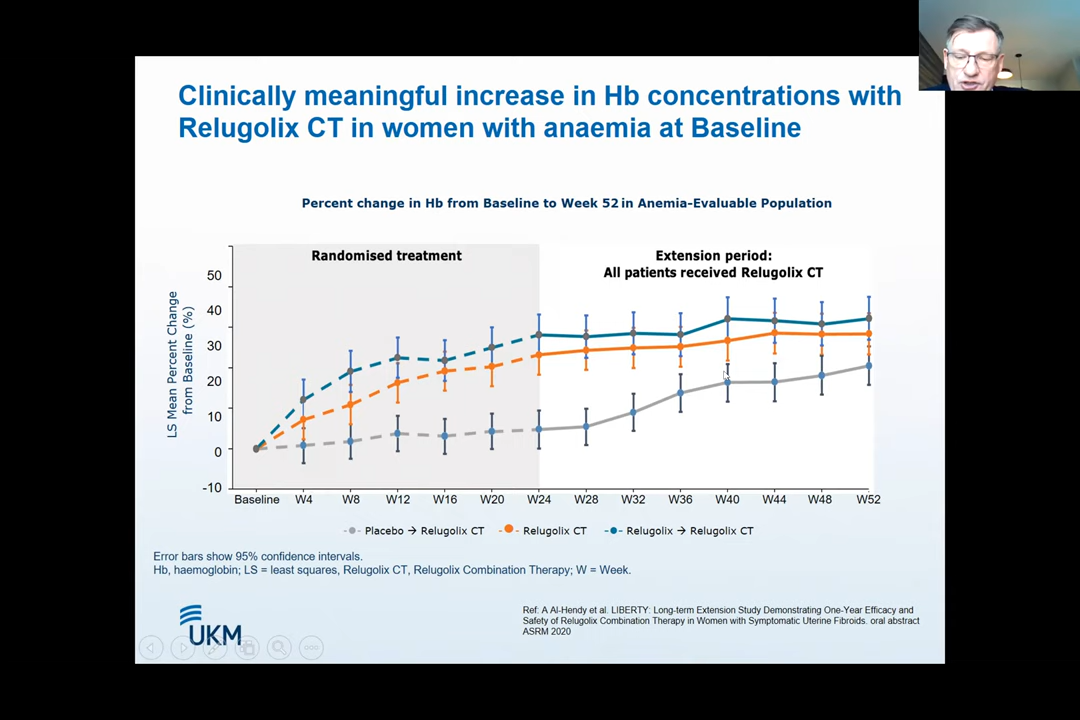 Clinically meaningful increase in Hb concentrations with
Relugolix CT in women with anaemia at Baseline
Percent change in Hb from Baseline to Week 52 in Anemia-Evaluable Population
Randomised treatment
Extension period:
All patients received Relugolix CT
LS Mean Percent Change
from Baseline (%)
50
40
30
20
10
0
-10
Baseline W4 W8 W12 W16 W20 W24 W28 W32 W36 W40 W44 W48 W52
Placebo → Relugolix CT Relugolix CT Relugolix → Relugolix CT
Error bars show 95% confidence intervals.
Hb, haemoglobin; LS = least squares, Relugolix CT, Relugolix Combination Therapy; W = Week.
UKM
Ref: A Al-Hendy et al. LIBERTY: Long-term Extension Study Demonstrating One-Year Efficacy and
Safety of Relugolix Combination Therapy in Women with Symptomatic Uterine Fibroids. oral abstract
ASRM 2020